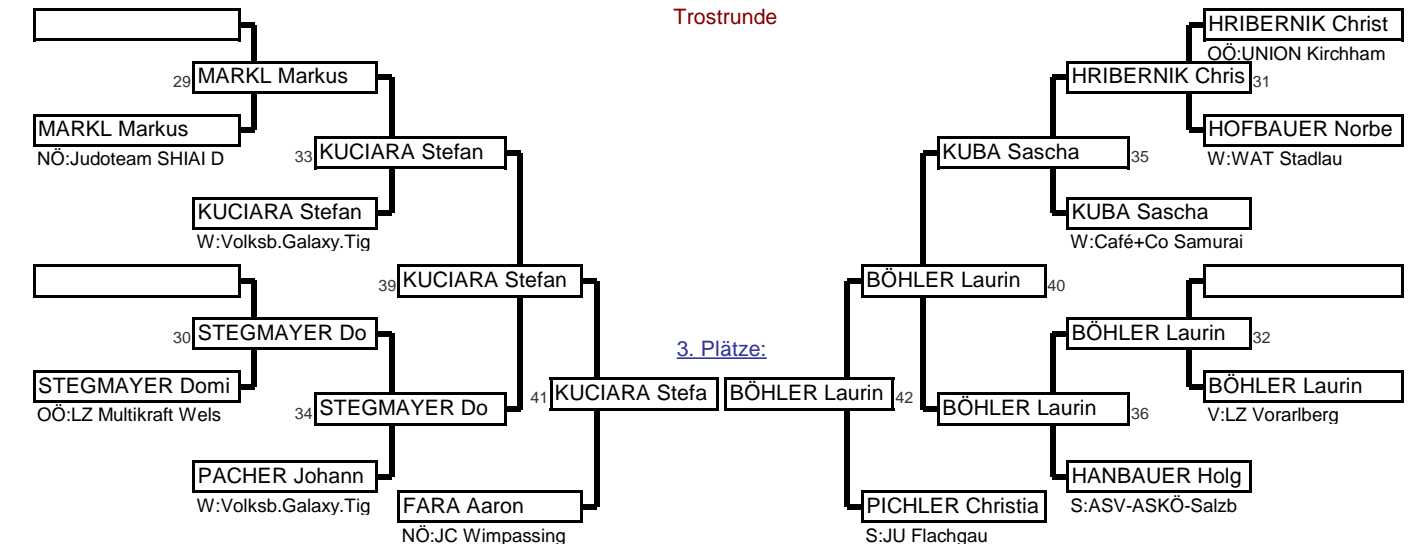 Trostrunde
HRIBERNIK Christ
OÖ:UNION Kirchham
29 MARKL Markus
HRIBERNIK Chris 31
MARKL Markus
NÖ:Judoteam SHIAI D
HOFBAUER Norbe
W:WAT Stadlau
33 KUCIARA Stefan
KUBA Sascha 35
KUCIARA Stefan
W:Volksb.Galaxy.Tig
KUBA Sascha
W:Café+Co Samurai
39 KUCIARA Stefan
BÖHLER Laurin 40
30 STEGMAYER Do
BÖHLER Laurin 32
3. Plätze:
STEGMAYER Domi
OÖ:LZ Multikraft Wels
41 KUCIARA Stefa
BÖHLER Laurin 42
BÖHLER Laurin
V:LZ Vorarlberg
34 STEGMAYER Do
BÖHLER Laurin 36
PACHER Johann
W:Volksb.Galaxy.Tig
HANBAUER Holg
S:ASV-ASKÖ-Salzb
FARA Aaron
NÖ:JC Wimpassing
PICHLER Christia
S:JU Flachgau